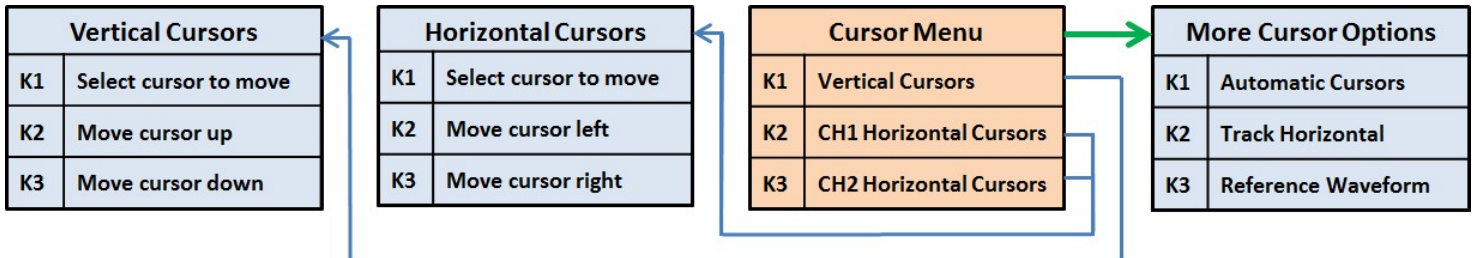 Vertical Cursors
K1 Select cursor to move
K2 Move cursor up
K3 Move cursor down
Horizontal Cursors
K1 Select cursor to move
K2 Move cursor left
K3 Move cursor right
Cursor Menu
K1 Vertical Cursors
K2 CH1 Horizontal Cursors
K3 CH2 Horizontal Cursors
More Cursor Options
K1 Automatic Cursors
K2 Track Horizontal
K3 Reference Waveform